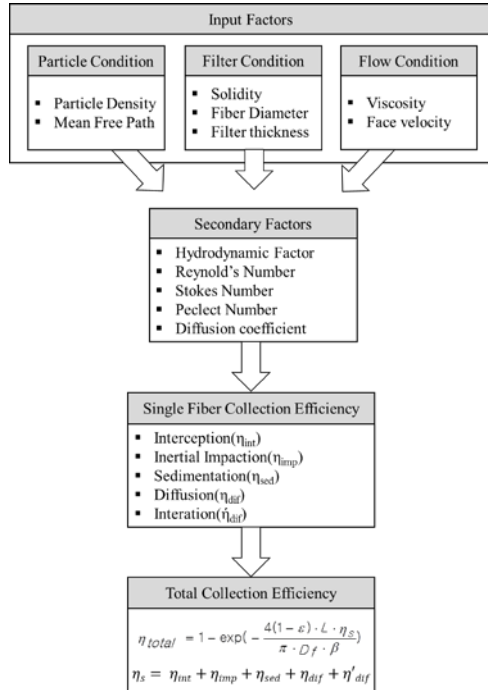 Input Factors
Particle Condition
▪ Particle Density
▪ Mean Free Path
Filter Condition
▪ Solidity
▪ Fiber Diameter
▪ Filter thickness
Flow Condition
▪ Viscosity
▪ Face velocity
Secondary Factors
▪ Hydrodynamic Factor
▪ Reynold's Number
▪ Stokes Number
▪ Peclect Number
▪ Diffusion coefficient
Single Fiber Collection Efficiency
▪ Interception(η_int)
▪ Inertial Impaction(η_imp)
▪ Sedimentation(η_sed)
▪ Diffusion(η_dif)
▪ Interation(ή_dif)
Total Collection Efficiency
η_total = 1 − exp(− 4(1 − ε) · L · η_s / π · D_f · β)
η_s = η_int + η_imp + η_sed + η_dif + η′_dif